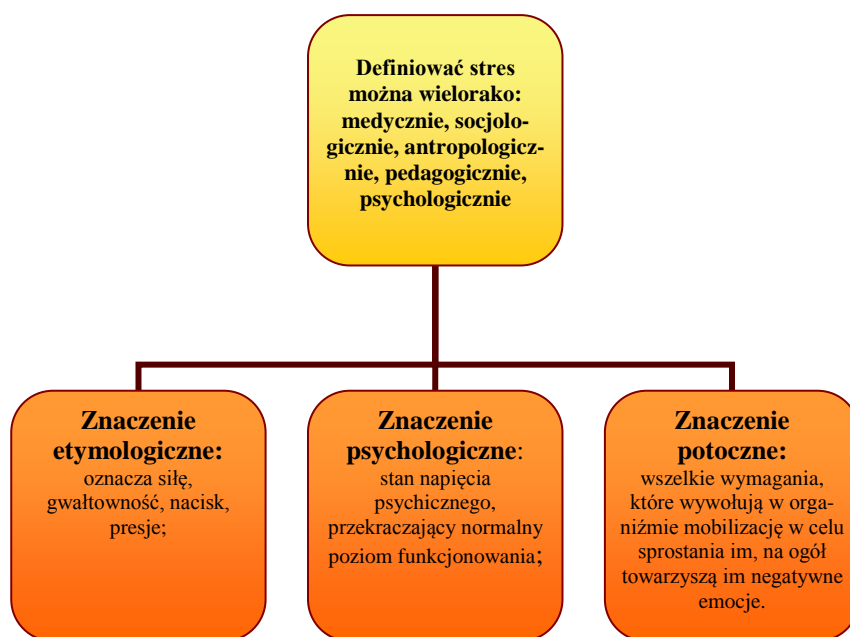 Definiować stres
można wielorako:
medycznie, socjolo-
gicznie, antropologicz-
nie, pedagogicznie,
psychologicznie
Znaczenie
etymologiczne:
oznacza siłę,
gwałtowność, nacisk,
presje;
Znaczenie
psychologiczne:
stan napięcia
psychicznego,
przekraczający normalny
poziom funkcjonowania;
Znaczenie
potoczne:
wszelkie wymagania,
które wywołują w orga-
niźmie mobilizację w celu
sprostania im, na ogół
towarzyszą im negatywne
emocje.